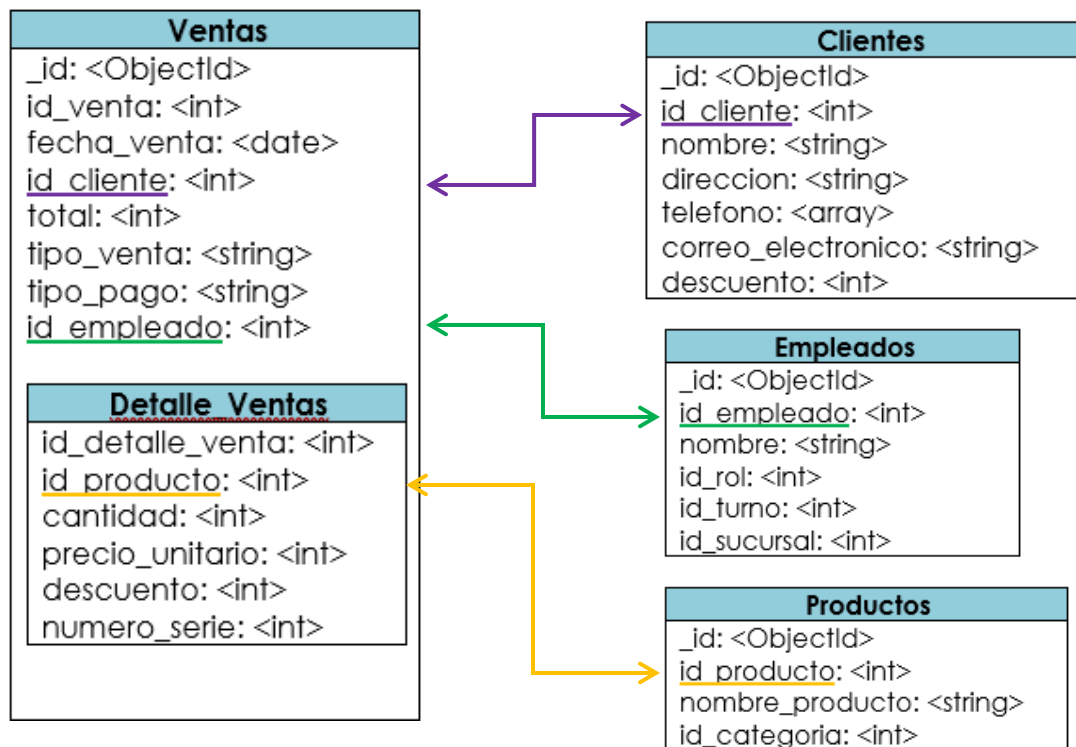 Ventas
_id: <ObjectId>
id_venta: <int>
fecha_venta: <date>
id_cliente: <int>
total: <int>
tipo_venta: <string>
tipo_pago: <string>
id_empleado: <int>
Detalle_Ventas
id_detalle_venta: <int>
id_producto: <int>
cantidad: <int>
precio_unitario: <int>
descuento: <int>
numero_serie: <int>
Clientes
_id: <ObjectId>
id_cliente: <int>
nombre: <string>
direccion: <string>
telefono: <array>
correo_electronico: <string>
descuento: <int>
Empleados
_id: <ObjectId>
id_empleado: <int>
nombre: <string>
id_rol: <int>
id_turno: <int>
id_sucursal: <int>
Productos
_id: <ObjectId>
id_producto: <int>
nombre_producto: <string>
id_categoria: <int>